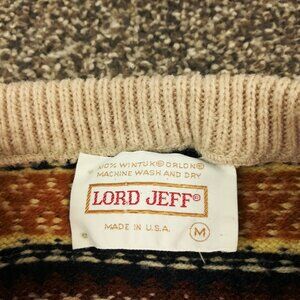 100% WINTUK® ORLON®
MACHINE WASH AND DRY
LORD JEFF®
MADE IN U.S.A. M